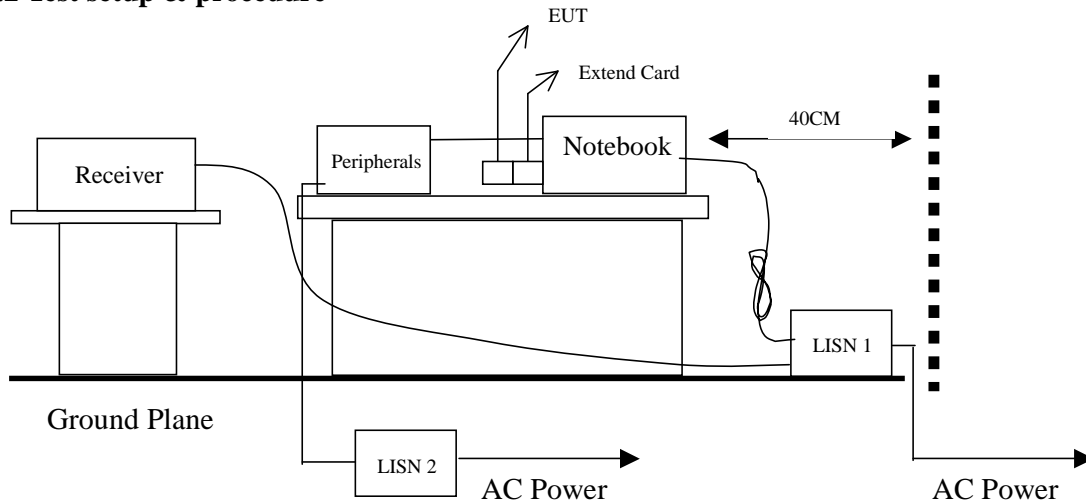 Test setup & procedure
EUT
Extend Card
40CM
Receiver
Peripherals
Notebook
LISN 1
Ground Plane
LISN 2
AC Power
AC Power